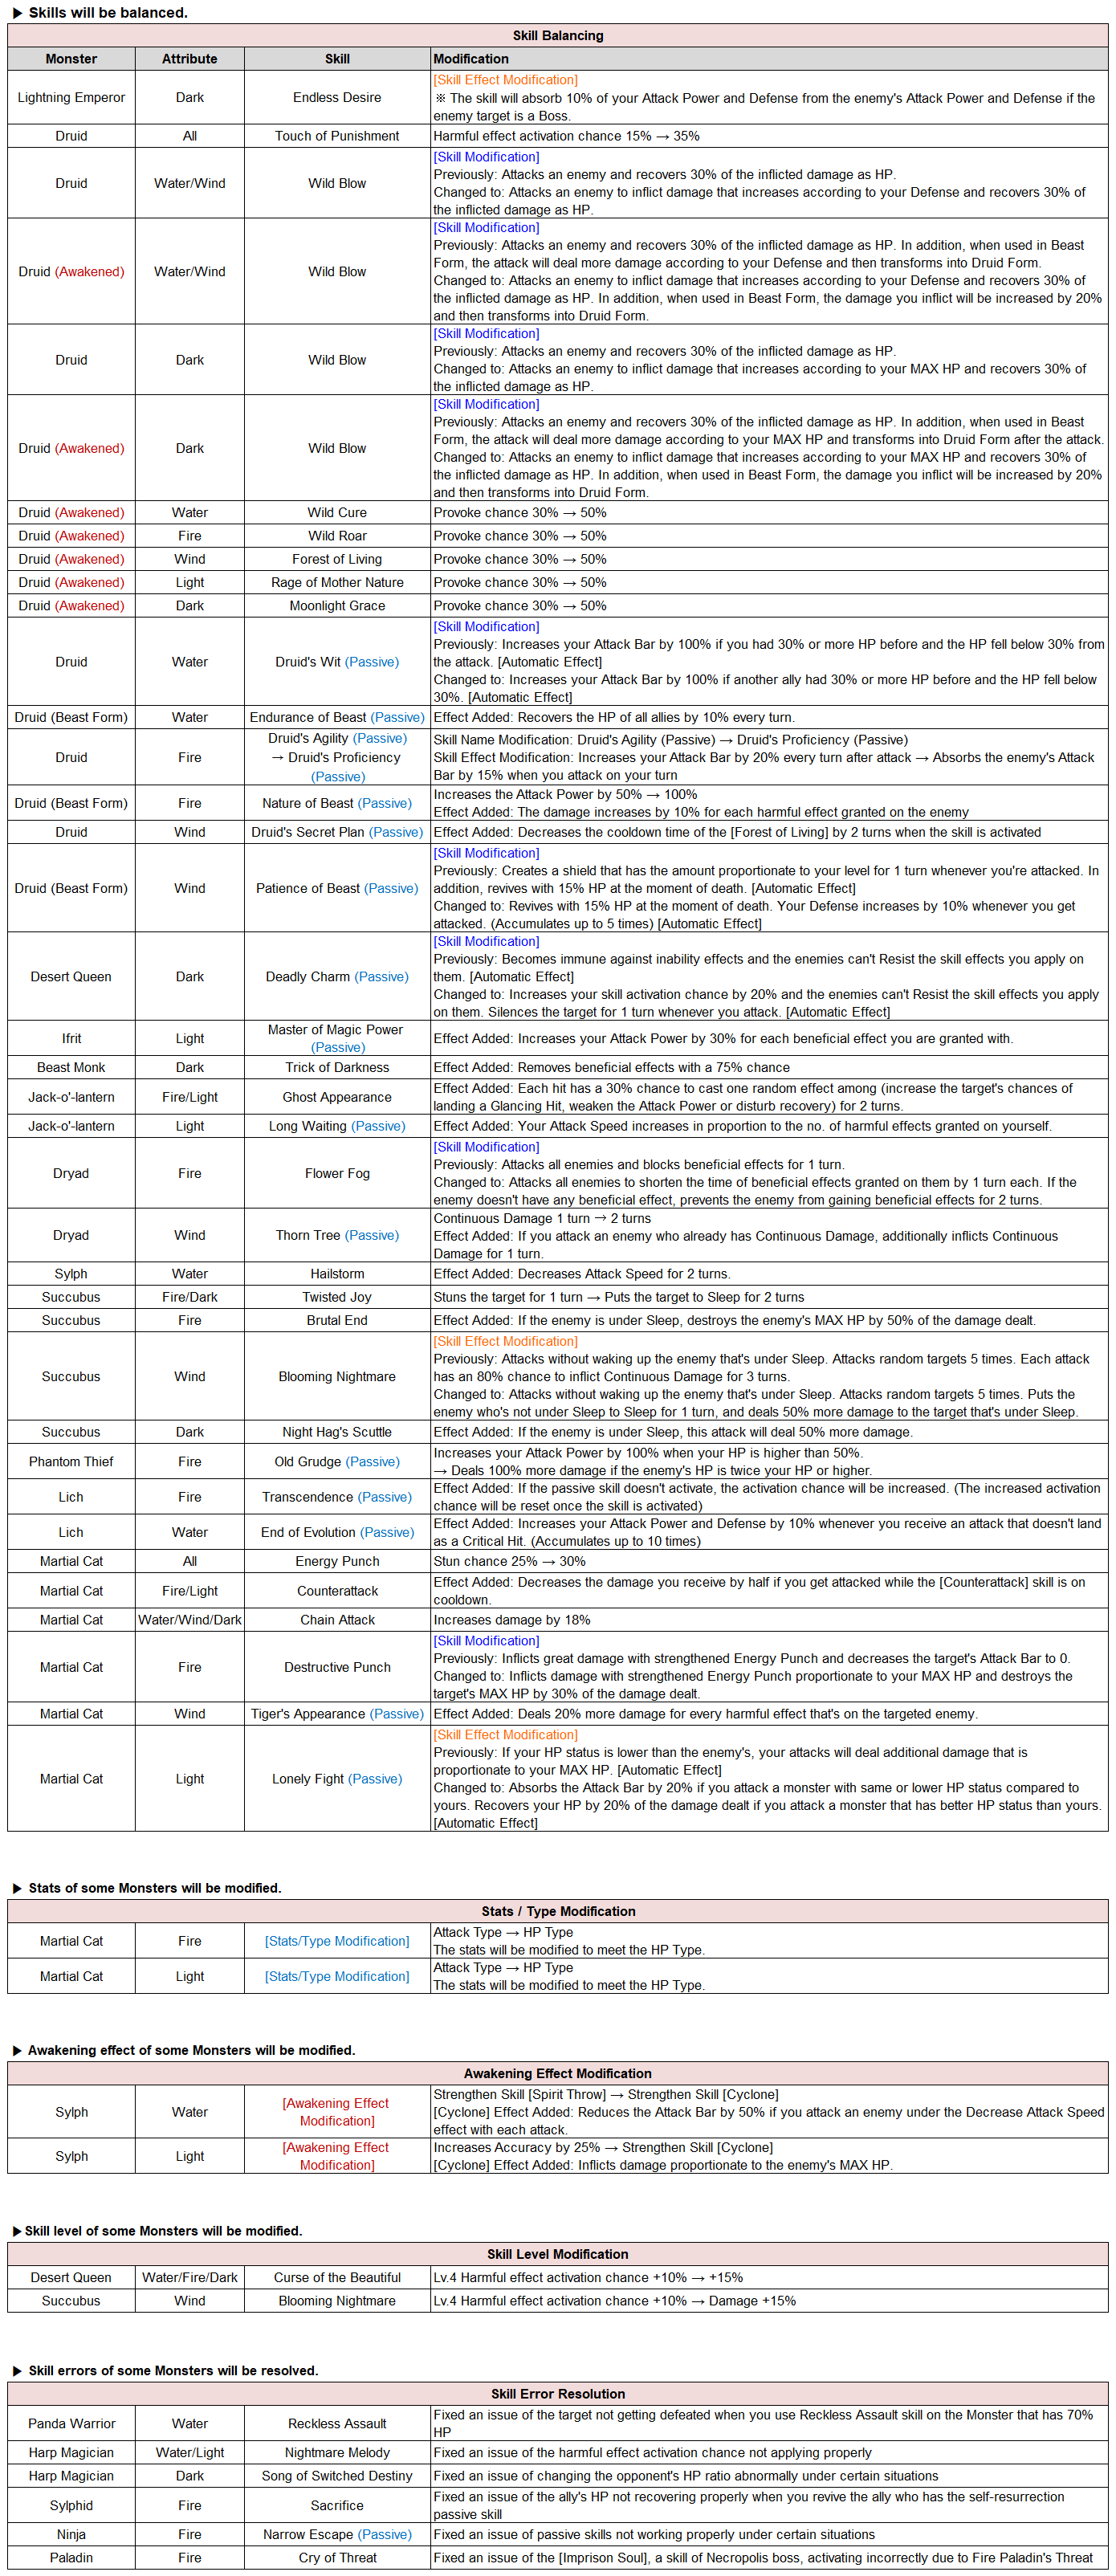 ▶ Skills will be balanced.
Skill Balancing
Monster Attribute Skill Modification
Lightning Emperor Dark Endless Desire [Skill Effect Modification]
※ The skill will absorb 10% of your Attack Power and Defense from the enemy's Attack Power and Defense if the
enemy target is a Boss.
Druid All Touch of Punishment Harmful effect activation chance 15% → 35%
Druid Water/Wind Wild Blow [Skill Modification]
Previously: Attacks an enemy and recovers 30% of the inflicted damage as HP.
Changed to: Attacks an enemy to inflict damage that increases according to your Defense and recovers 30% of
the inflicted damage as HP.
Druid (Awakened) Water/Wind Wild Blow [Skill Modification]
Previously: Attacks an enemy and recovers 30% of the inflicted damage as HP. In addition, when used in Beast
Form, the attack will deal more damage according to your Defense and then transforms into Druid Form.
Changed to: Attacks an enemy to inflict damage that increases according to your Defense and recovers 30% of
the inflicted damage as HP. In addition, when used in Beast Form, the damage you inflict will be increased by 20%
and then transforms into Druid Form.
Druid Dark Wild Blow [Skill Modification]
Previously: Attacks an enemy and recovers 30% of the inflicted damage as HP.
Changed to: Attacks an enemy to inflict damage that increases according to your MAX HP and recovers 30% of
the inflicted damage as HP.
Druid (Awakened) Dark Wild Blow [Skill Modification]
Previously: Attacks an enemy and recovers 30% of the inflicted damage as HP. In addition, when used in Beast
Form, the attack will deal more damage according to your MAX HP and transforms into Druid Form after the attack.
Changed to: Attacks an enemy to inflict damage that increases according to your MAX HP and recovers 30% of
the inflicted damage as HP. In addition, when used in Beast Form, the damage you inflict will be increased by 20%
and then transforms into Druid Form.
Druid (Awakened) Water Wild Cure Provoke chance 30% → 50%
Druid (Awakened) Fire Wild Roar Provoke chance 30% → 50%
Druid (Awakened) Wind Forest of Living Provoke chance 30% → 50%
Druid (Awakened) Light Rage of Mother Nature Provoke chance 30% → 50%
Druid (Awakened) Dark Moonlight Grace Provoke chance 30% → 50%
Druid Water Druid's Wit (Passive) [Skill Modification]
Previously: Increases your Attack Bar by 100% if you had 30% or more HP before and the HP fell below 30% from
the attack. [Automatic Effect]
Changed to: Increases your Attack Bar by 100% if another ally had 30% or more HP before and the HP fell below
30%. [Automatic Effect]
Druid (Beast Form) Water Endurance of Beast (Passive) Effect Added: Recovers the HP of all allies by 10% every turn.
Druid Fire Druid's Agility (Passive)
→ Druid's Proficiency
(Passive)
Skill Name Modification: Druid's Agility (Passive) → Druid's Proficiency (Passive)
Skill Effect Modification: Increases your Attack Bar by 20% every turn after attack → Absorbs the enemy's Attack
Bar by 15% when you attack on your turn
Druid (Beast Form) Fire Nature of Beast (Passive) Increases the Attack Power by 50% → 100%
Effect Added: The damage increases by 10% for each harmful effect granted on the enemy
Druid Wind Druid's Secret Plan (Passive) Effect Added: Decreases the cooldown time of the [Forest of Living] by 2 turns when the skill is activated
Druid (Beast Form) Wind Patience of Beast (Passive) [Skill Modification]
Previously: Creates a shield that has the amount proportionate to your level for 1 turn whenever you're attacked. In
addition, revives with 15% HP at the moment of death. [Automatic Effect]
Changed to: Revives with 15% HP at the moment of death. Your Defense increases by 10% whenever you get
attacked. (Accumulates up to 5 times) [Automatic Effect]
Desert Queen Dark Deadly Charm (Passive) [Skill Modification]
Previously: Becomes immune against inability effects and the enemies can't Resist the skill effects you apply on
them. [Automatic Effect]
Changed to: Increases your skill activation chance by 20% and the enemies can't Resist the skill effects you apply
on them. Silences the target for 1 turn whenever you attack. [Automatic Effect]
Ifrit Light Master of Magic Power
(Passive)
Effect Added: Increases your Attack Power by 30% for each beneficial effect you are granted with.
Beast Monk Dark Trick of Darkness Effect Added: Removes beneficial effects with a 75% chance
Jack-o'-lantern Fire/Light Ghost Appearance Effect Added: Each hit has a 30% chance to cast one random effect among (increase the target's chances of
landing a Glancing Hit, weaken the Attack Power or disturb recovery) for 2 turns.
Jack-o'-lantern Light Long Waiting (Passive) Effect Added: Your Attack Speed increases in proportion to the no. of harmful effects granted on yourself.
Dryad Fire Flower Fog [Skill Modification]
Previously: Attacks all enemies and blocks beneficial effects for 1 turn.
Changed to: Attacks all enemies to shorten the time of beneficial effects granted on them by 1 turn each. If the
enemy doesn't have any beneficial effect, prevents the enemy from gaining beneficial effects for 2 turns.
Dryad Wind Thorn Tree (Passive) Continuous Damage 1 turn → 2 turns
Effect Added: If you attack an enemy who already has Continuous Damage, additionally inflicts Continuous
Damage for 1 turn.
Sylph Water Hailstorm Effect Added: Decreases Attack Speed for 2 turns.
Succubus Fire/Dark Twisted Joy Stuns the target for 1 turn → Puts the target to Sleep for 2 turns
Succubus Fire Brutal End Effect Added: If the enemy is under Sleep, destroys the enemy's MAX HP by 50% of the damage dealt.
Succubus Wind Blooming Nightmare [Skill Effect Modification]
Previously: Attacks without waking up the enemy that's under Sleep. Attacks random targets 5 times. Each attack
has an 80% chance to inflict Continuous Damage for 3 turns.
Changed to: Attacks without waking up the enemy that's under Sleep. Attacks random targets 5 times. Puts the
enemy who's not under Sleep to Sleep for 1 turn, and deals 50% more damage to the target that's under Sleep.
Succubus Dark Night Hag's Scuttle Effect Added: If the enemy is under Sleep, this attack will deal 50% more damage.
Phantom Thief Fire Old Grudge (Passive) Increases your Attack Power by 100% when your HP is higher than 50%.
→ Deals 100% more damage if the enemy's HP is twice your HP or higher.
Lich Fire Transcendence (Passive) Effect Added: If the passive skill doesn't activate, the activation chance will be increased. (The increased activation
chance will be reset once the skill is activated)
Lich Water End of Evolution (Passive) Effect Added: Increases your Attack Power and Defense by 10% whenever you receive an attack that doesn't land
as a Critical Hit. (Accumulates up to 10 times)
Martial Cat All Energy Punch Stun chance 25% → 30%
Martial Cat Fire/Light Counterattack Effect Added: Decreases the damage you receive by half if you get attacked while the [Counterattack] skill is on
cooldown.
Martial Cat Water/Wind/Dark Chain Attack Increases damage by 18%
Martial Cat Fire Destructive Punch [Skill Modification]
Previously: Inflicts great damage with strengthened Energy Punch and decreases the target's Attack Bar to 0.
Changed to: Inflicts damage with strengthened Energy Punch proportionate to your MAX HP and destroys the
target's MAX HP by 30% of the damage dealt.
Martial Cat Wind Tiger's Appearance (Passive) Effect Added: Deals 20% more damage for every harmful effect that's on the targeted enemy.
Martial Cat Light Lonely Fight (Passive) [Skill Effect Modification]
Previously: If your HP status is lower than the enemy's, your attacks will deal additional damage that is
proportionate to your MAX HP. [Automatic Effect]
Changed to: Absorbs the Attack Bar by 20% if you attack a monster with same or lower HP status compared to
yours. Recovers your HP by 20% of the damage dealt if you attack a monster that has better HP status than yours.
[Automatic Effect]
▶ Stats of some Monsters will be modified.
Stats / Type Modification
Martial Cat Fire [Stats/Type Modification] Attack Type → HP Type
The stats will be modified to meet the HP Type.
Martial Cat Light [Stats/Type Modification] Attack Type → HP Type
The stats will be modified to meet the HP Type.
▶ Awakening effect of some Monsters will be modified.
Awakening Effect Modification
Sylph Water [Awakening Effect
Modification]
Strengthen Skill [Spirit Throw] → Strengthen Skill [Cyclone]
[Cyclone] Effect Added: Reduces the Attack Bar by 50% if you attack an enemy under the Decrease Attack Speed
effect with each attack.
Sylph Light [Awakening Effect
Modification]
Increases Accuracy by 25% → Strengthen Skill [Cyclone]
[Cyclone] Effect Added: Inflicts damage proportionate to the enemy's MAX HP.
▶Skill level of some Monsters will be modified.
Skill Level Modification
Desert Queen Water/Fire/Dark Curse of the Beautiful Lv.4 Harmful effect activation chance +10% → +15%
Succubus Wind Blooming Nightmare Lv.4 Harmful effect activation chance +10% → Damage +15%
▶ Skill errors of some Monsters will be resolved.
Skill Error Resolution
Panda Warrior Water Reckless Assault Fixed an issue of the target not getting defeated when you use Reckless Assault skill on the Monster that has 70%
HP
Harp Magician Water/Light Nightmare Melody Fixed an issue of the harmful effect activation chance not applying properly
Harp Magician Dark Song of Switched Destiny Fixed an issue of changing the opponent's HP ratio abnormally under certain situations
Sylphid Fire Sacrifice Fixed an issue of the ally's HP not recovering properly when you revive the ally who has the self-resurrection
passive skill
Ninja Fire Narrow Escape (Passive) Fixed an issue of passive skills not working properly under certain situations
Paladin Fire Cry of Threat Fixed an issue of the [Imprison Soul], a skill of Necropolis boss, activating incorrectly due to Fire Paladin's Threat